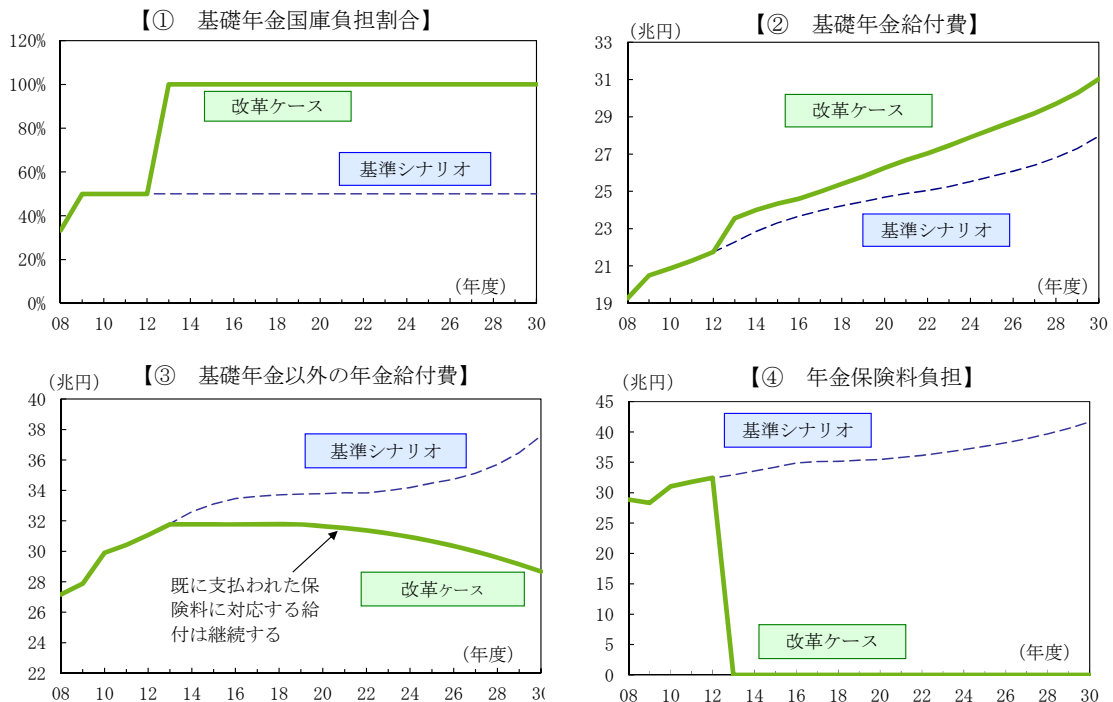 【①　基礎年金国庫負担割合】
120%
100%
80%
60%
40%
20%
0%
改革ケース
基準シナリオ
（年度）
08 10 12 14 16 18 20 22 24 26 28 30
【②　基礎年金給付費】
（兆円）
33
31
29
27
25
23
21
19
改革ケース
基準シナリオ
（年度）
08 10 12 14 16 18 20 22 24 26 28 30
【③　基礎年金以外の年金給付費】
（兆円）
40
38
36
34
32
30
28
26
24
22
基準シナリオ
既に支払われた保
険料に対応する給
付は継続する
改革ケース
（年度）
08 10 12 14 16 18 20 22 24 26 28 30
【④　年金保険料負担】
（兆円）
45
40
35
30
25
20
15
10
5
0
基準シナリオ
改革ケース
（年度）
08 10 12 14 16 18 20 22 24 26 28 30